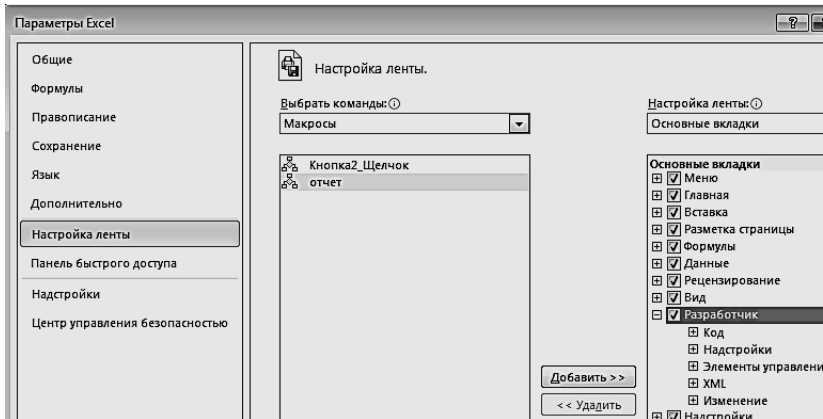 Параметры Excel
?
Общие
Формулы
Правописание
Сохранение
Язык
Дополнительно
Настройка ленты
Панель быстрого доступа
Надстройки
Центр управления безопасностью
Настройка ленты.
Выбрать команды:
Макросы
Кнопка2_Щелчок
отчет
Добавить >>
<< Удалить
Настройка ленты:
Основные вкладки
Основные вкладки
Меню
Главная
Вставка
Разметка страницы
Формулы
Данные
Рецензирование
Вид
Разработчик
Код
Надстройки
Элементы управлени
XML
Изменение
Надстройки